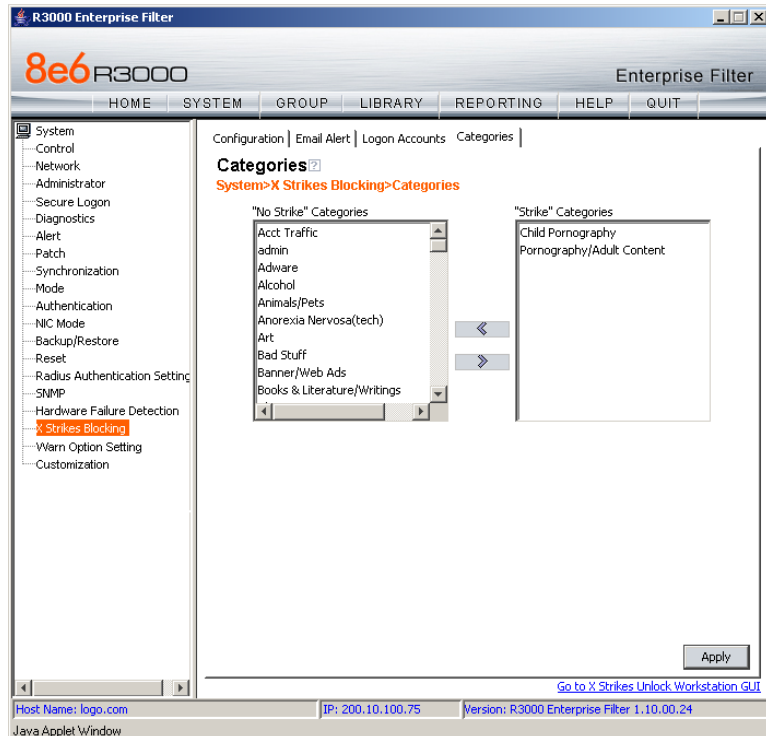 R3000 Enterprise Filter
8e6 R3000
Enterprise Filter
HOME SYSTEM GROUP LIBRARY REPORTING HELP QUIT
System
Control
Network
Administrator
Secure Logon
Diagnostics
Alert
Patch
Synchronization
Mode
Authentication
NIC Mode
Backup/Restore
Reset
Radius Authentication Setting
SNMP
Hardware Failure Detection
X Strikes Blocking
Warn Option Setting
Customization
Configuration Email Alert Logon Accounts Categories
Categories ?
System>X Strikes Blocking>Categories
"No Strike" Categories
Acct Traffic
admin
Adware
Alcohol
Animals/Pets
Anorexia Nervosa(tech)
Art
Bad Stuff
Banner/Web Ads
Books & Literature/Writings
"Strike" Categories
Child Pornography
Pornography/Adult Content
Apply
Go to X Strikes Unlock Workstation GUI
Host Name: logo.com IP: 200.10.100.75 Version: R3000 Enterprise Filter 1.10.00.24
Java Applet Window